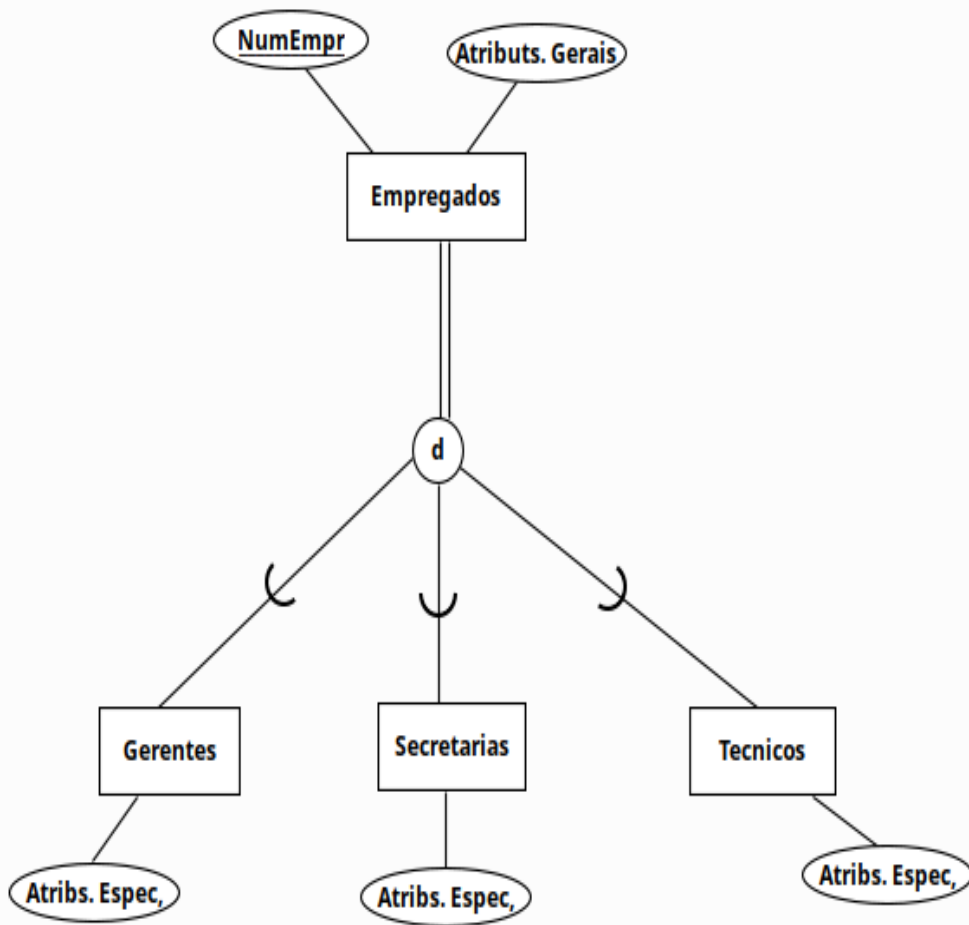 NumEmpr
Atributs. Gerais
Empregados
d
Gerentes
Secretarias
Tecnicos
Atribs. Espec,
Atribs. Espec,
Atribs. Espec,